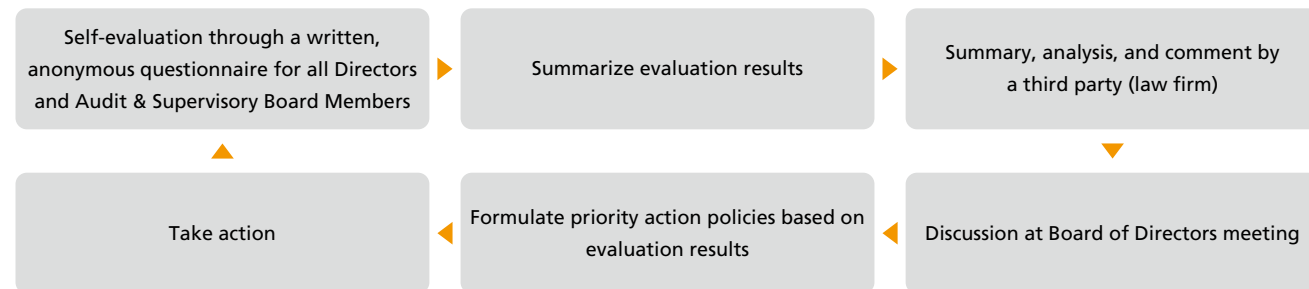 Self-evaluation through a written,
anonymous questionnaire for all Directors
and Audit & Supervisory Board Members
Summarize evaluation results
Summary, analysis, and comment by
a third party (law firm)
Discussion at Board of Directors meeting
Formulate priority action policies based on
evaluation results
Take action